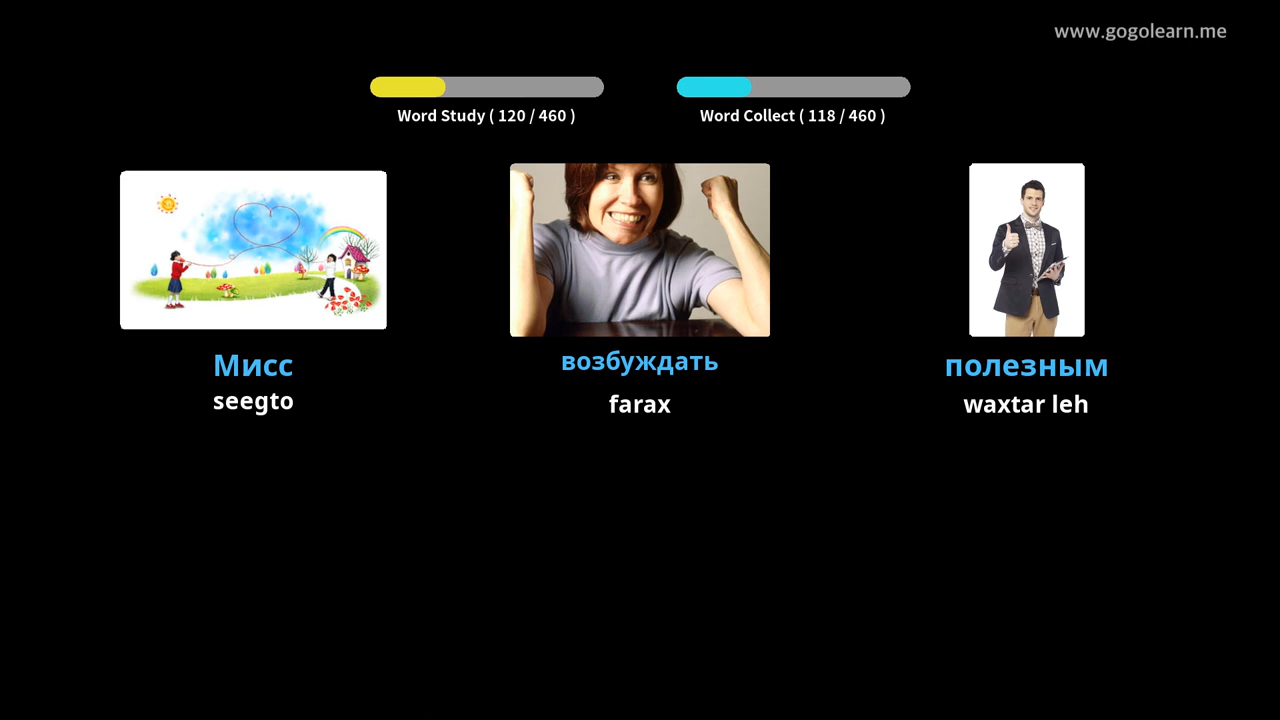 www.gogolearn.me
Word Study ( 120 / 460 )
Word Collect ( 118 / 460 )
Мисс
seegto
возбуждать
farax
полезным
waxtar leh